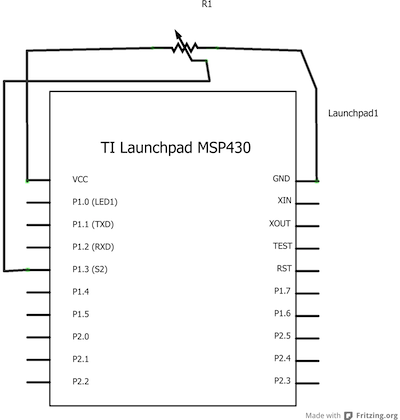 R1
Launchpad1
TI Launchpad MSP430
VCC
GND
P1.0 (LED1)
XIN
P1.1 (TXD)
XOUT
P1.2 (RXD)
TEST
P1.3 (S2)
RST
P1.4
P1.7
P1.5
P1.6
P2.0
P2.5
P2.1
P2.4
P2.2
P2.3
Made with Fritzing.org